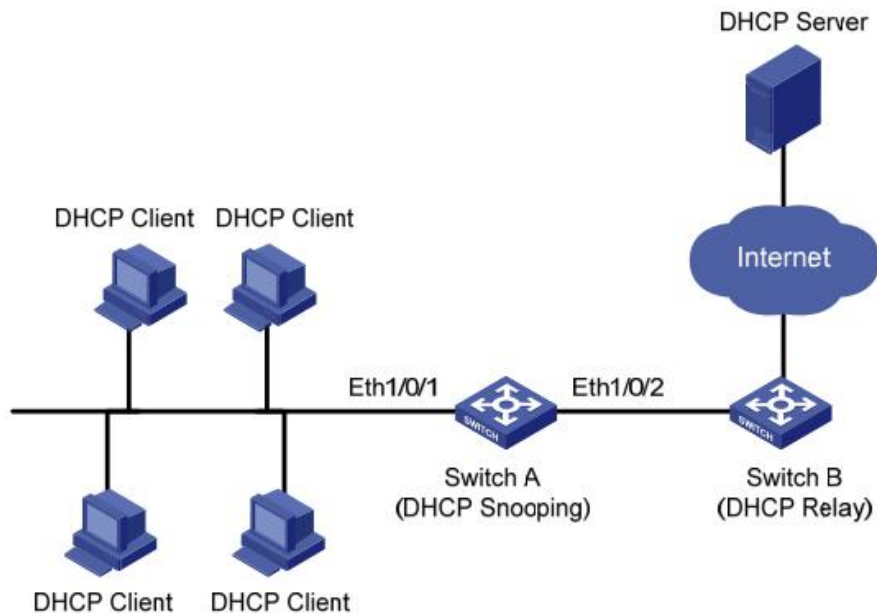 DHCP Server
DHCP Client
DHCP Client
Internet
Eth1/0/1
Eth1/0/2
SWITCH
SWITCH
Switch A
(DHCP Snooping)
Switch B
(DHCP Relay)
DHCP Client
DHCP Client